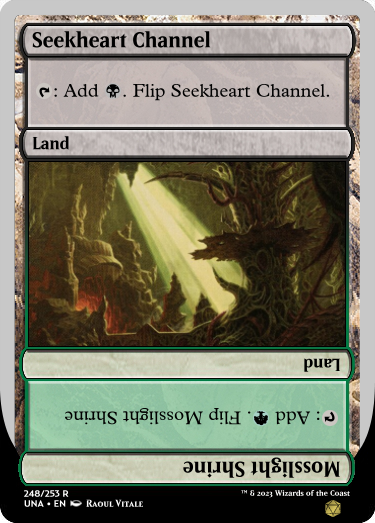 Seekheart Channel
: Add . Flip Seekheart Channel.
Land
Land
: Add . Flip Mosslight Shrine.
Mosslight Shrine
248/253 R
UNA • EN Raoul Vitale
™ & 2023 Wizards of the Coast